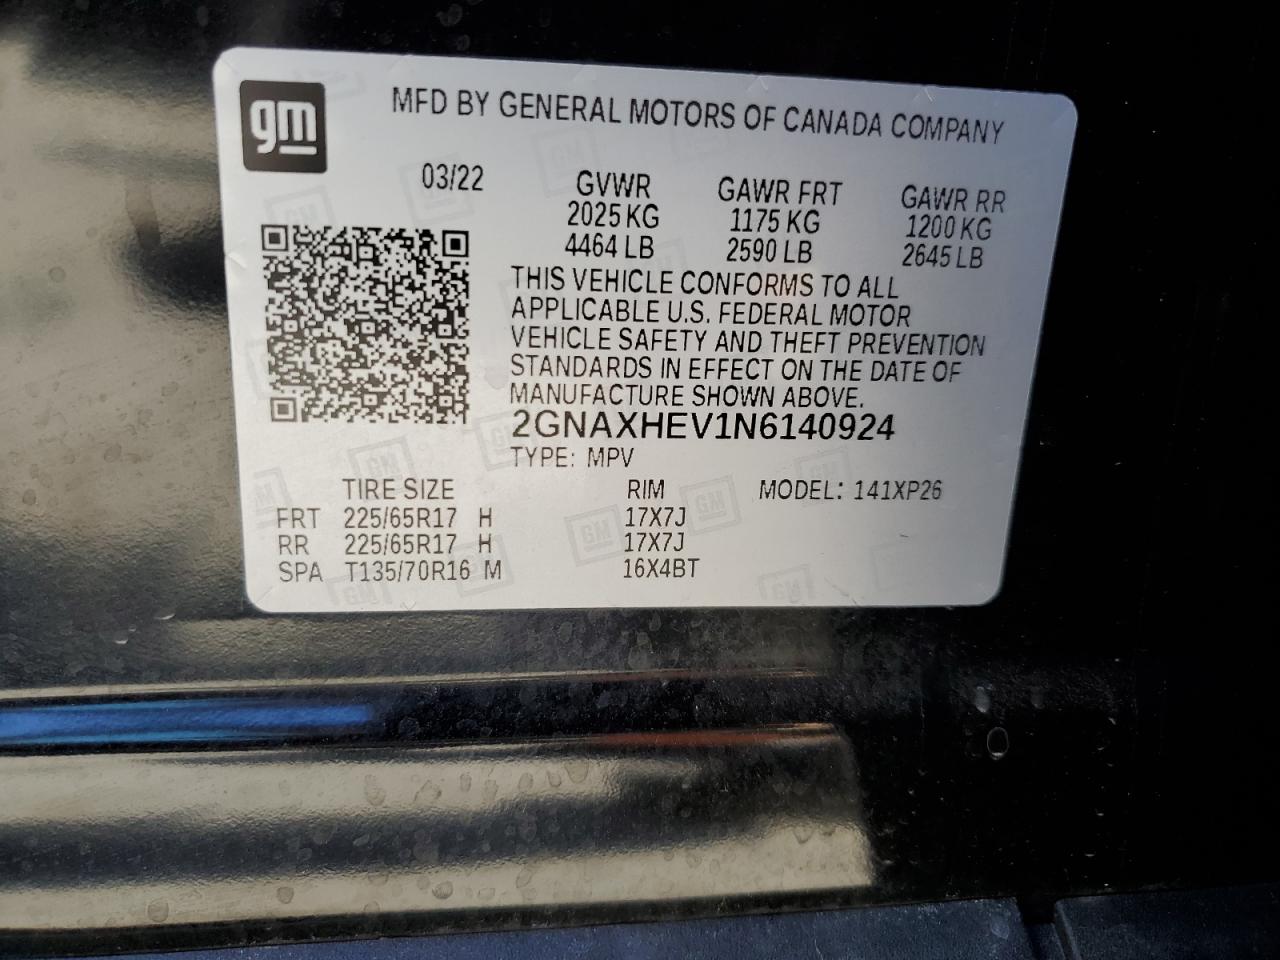 gm
MFD BY GENERAL MOTORS OF CANADA COMPANY
03/22 GVWR GAWR FRT GAWR RR
2025 KG 1175 KG 1200 KG
4464 LB 2590 LB 2645 LB
THIS VEHICLE CONFORMS TO ALL
APPLICABLE U.S. FEDERAL MOTOR
VEHICLE SAFETY AND THEFT PREVENTION
STANDARDS IN EFFECT ON THE DATE OF
MANUFACTURE SHOWN ABOVE.
2GNAXHEV1N6140924
TYPE: MPV
TIRE SIZE RIM MODEL: 141XP26
FRT 225/65R17 H 17X7J
RR 225/65R17 H 17X7J
SPA T135/70R16 M 16X4BT